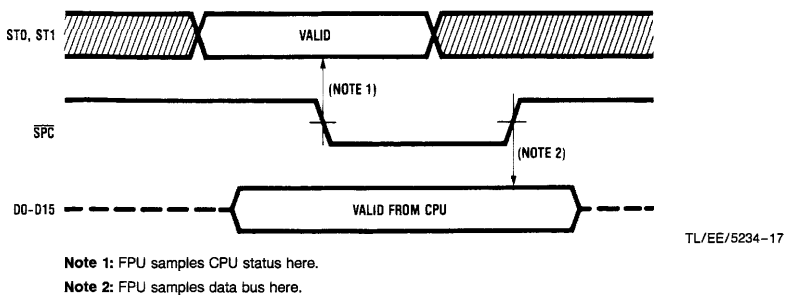 ST0, ST1
VALID
(NOTE 1)
SPC
(NOTE 2)
D0-D15
VALID FROM CPU
TL/EE/5234-17
Note 1: FPU samples CPU status here.
Note 2: FPU samples data bus here.